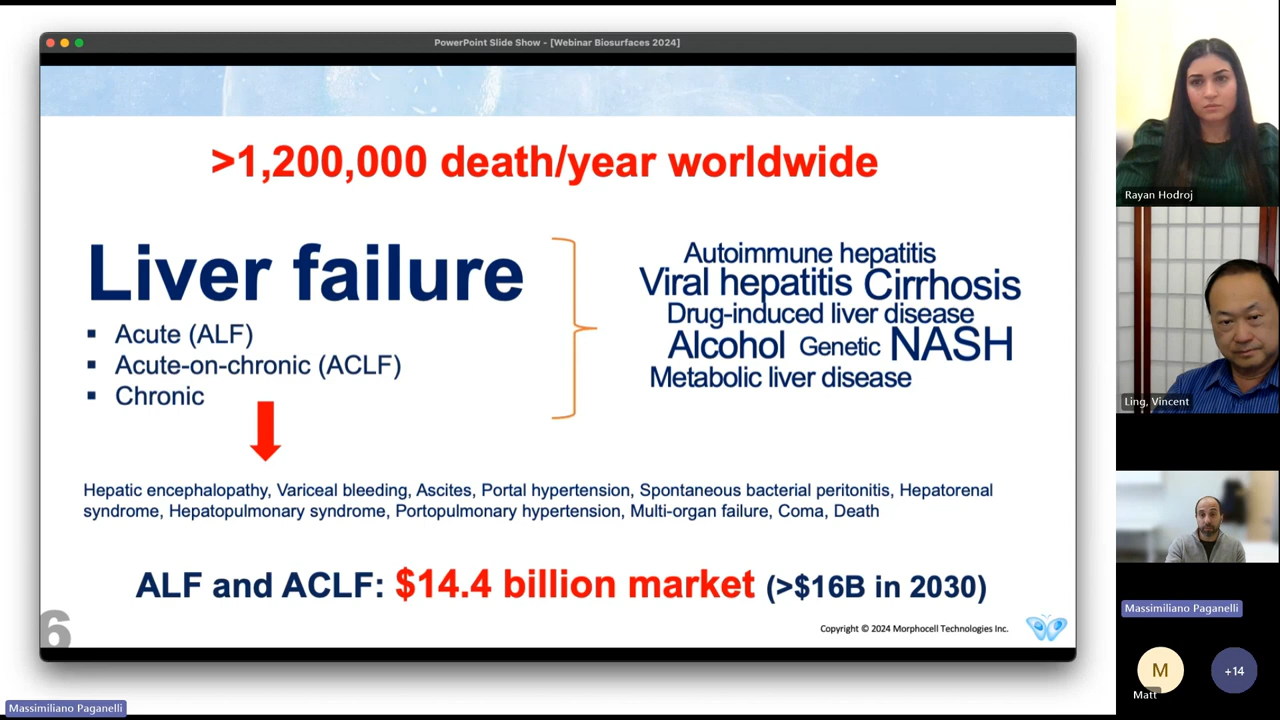 PowerPoint Slide Show - [Webinar Biosurfaces 2024]
>1,200,000 death/year worldwide
Liver failure
▪ Acute (ALF)
▪ Acute-on-chronic (ACLF)
▪ Chronic
Autoimmune hepatitis
Viral hepatitis Cirrhosis
Drug-induced liver disease
Alcohol Genetic NASH
Metabolic liver disease
Hepatic encephalopathy, Variceal bleeding, Ascites, Portal hypertension, Spontaneous bacterial peritonitis, Hepatorenal
syndrome, Hepatopulmonary syndrome, Portopulmonary hypertension, Multi-organ failure, Coma, Death
ALF and ACLF: $14.4 billion market (>$16B in 2030)
6
Copyright © 2024 Morphocell Technologies Inc.
Massimiliano Paganelli
Rayan Hodroj
Ling, Vincent
Massimiliano Paganelli
M
Matt
+14